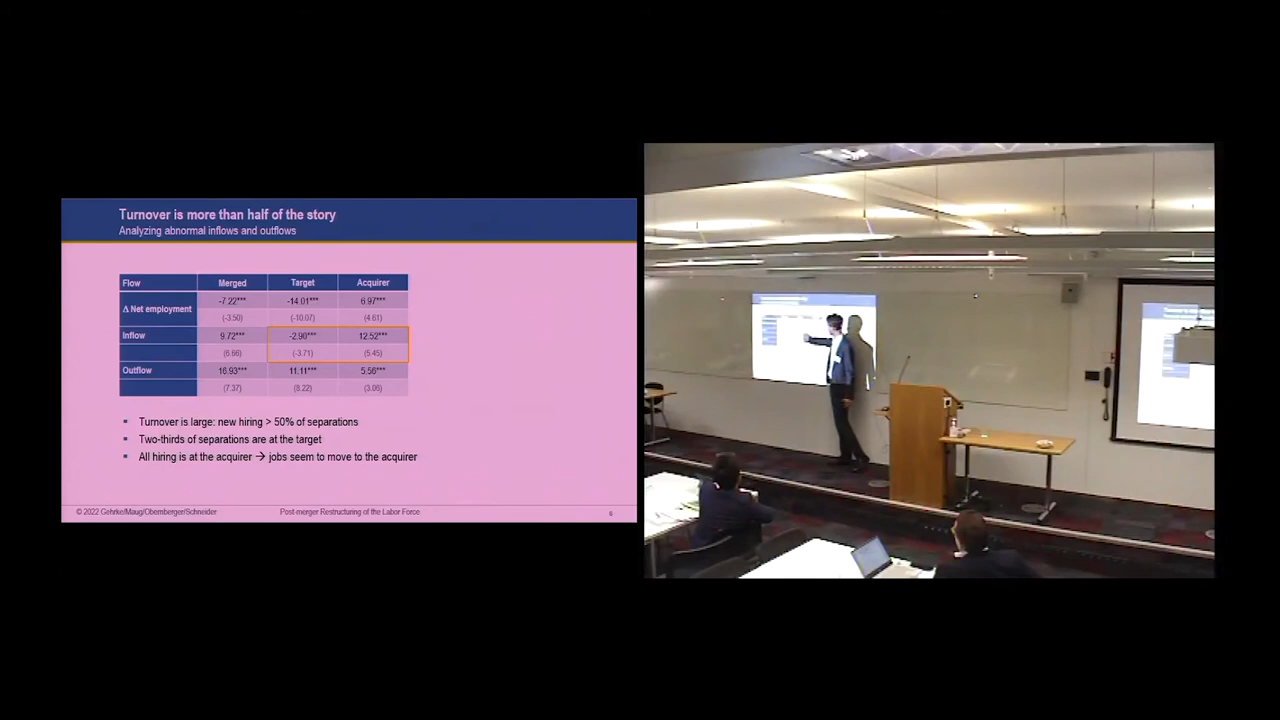 Turnover is more than half of the story
Analyzing abnormal inflows and outflows
Flow Merged Target Acquirer
Δ Net employment -7.22*** -14.01*** 6.97***
(-3.50) (-10.07) (4.61)
Inflow 9.72*** -2.90*** 12.52***
(6.66) (-3.71) (5.45)
Outflow 16.93*** 11.11*** 5.56***
(7.37) (8.22) (3.06)
▪ Turnover is large: new hiring > 50% of separations
▪ Two-thirds of separations are at the target
▪ All hiring is at the acquirer → jobs seem to move to the acquirer
© 2022 Gehrke/Maug/Obernberger/Schneider Post-merger Restructuring of the Labor Force 6